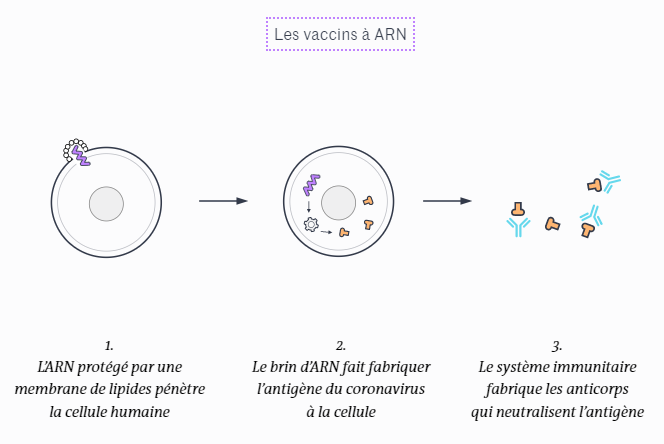 Les vaccins à ARN
1.
L'ARN protégé par une
membrane de lipides pénètre
la cellule humaine
2.
Le brin d'ARN fait fabriquer
l'antigène du coronavirus
à la cellule
3.
Le système immunitaire
fabrique les anticorps
qui neutralisent l'antigène